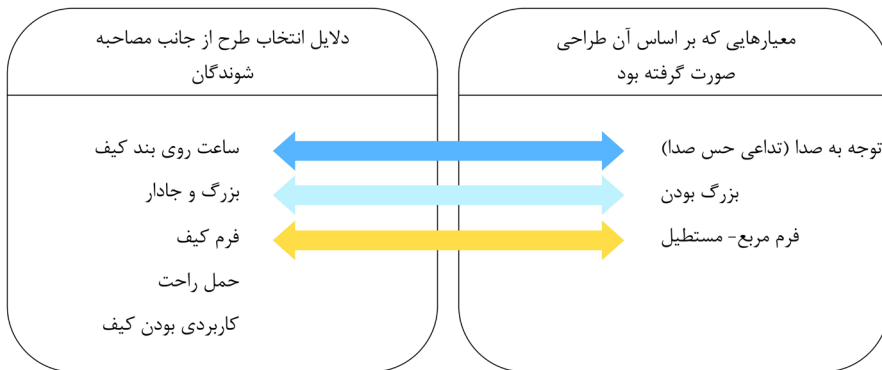 معیارهایی که بر اساس آن طراحی
صورت گرفته بود
توجه به صدا (تداعی حس صدا)
بزرگ بودن
فرم مربع- مستطیل
دلایل انتخاب طرح از جانب مصاحبه
شوندگان
ساعت روی بند کیف
بزرگ و جادار
فرم کیف
حمل راحت
کاربردی بودن کیف